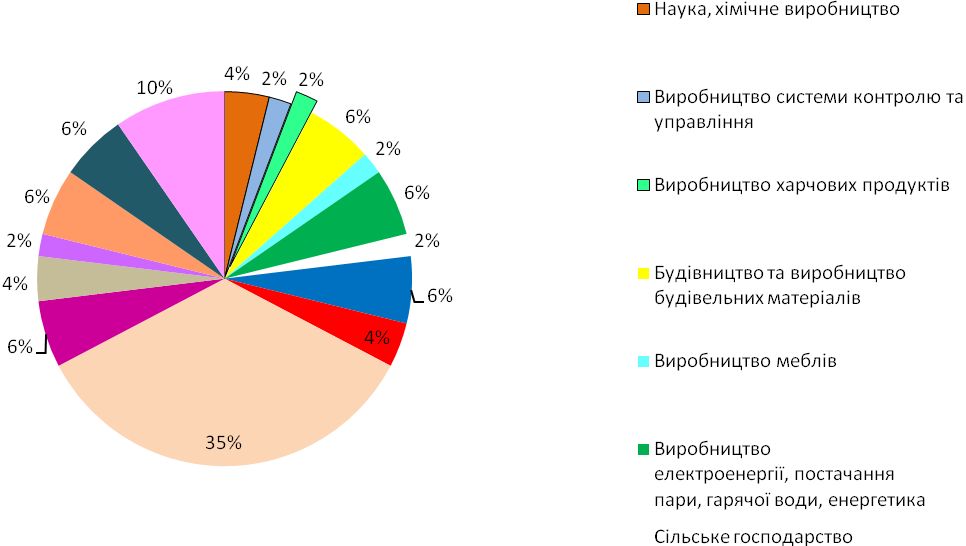 Наука, хімічне виробництво
4%
2%
2%
10%
Виробництво системи контролю та
управління
6%
6%
2%
Виробництво харчових продуктів
6%
6%
2%
2%
Будівництво та виробництво
будівельних матеріалів
4%
6%
6%
4%
Виробництво меблів
35%
Виробництво
електроенергії, постачання
пари, гарячої води, енергетика
Сільське господарство